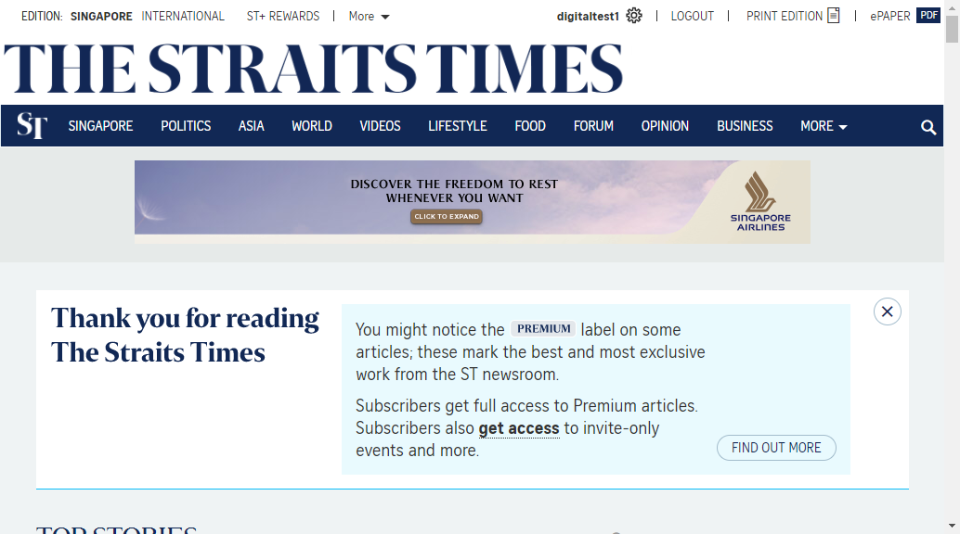 EDITION: SINGAPORE INTERNATIONAL ST+ REWARDS | More digitaltest1 | LOGOUT | PRINT EDITION | ePAPER PDF
THE STRAITS TIMES
ST SINGAPORE POLITICS ASIA WORLD VIDEOS LIFESTYLE FOOD FORUM OPINION BUSINESS MORE
DISCOVER THE FREEDOM TO REST
WHENEVER YOU WANT
CLICK TO EXPAND
SINGAPORE
AIRLINES
Thank you for reading
The Straits Times
You might notice the PREMIUM label on some
articles; these mark the best and most exclusive
work from the ST newsroom.
Subscribers get full access to Premium articles.
Subscribers also get access to invite-only
events and more.
FIND OUT MORE
TOP STORIES